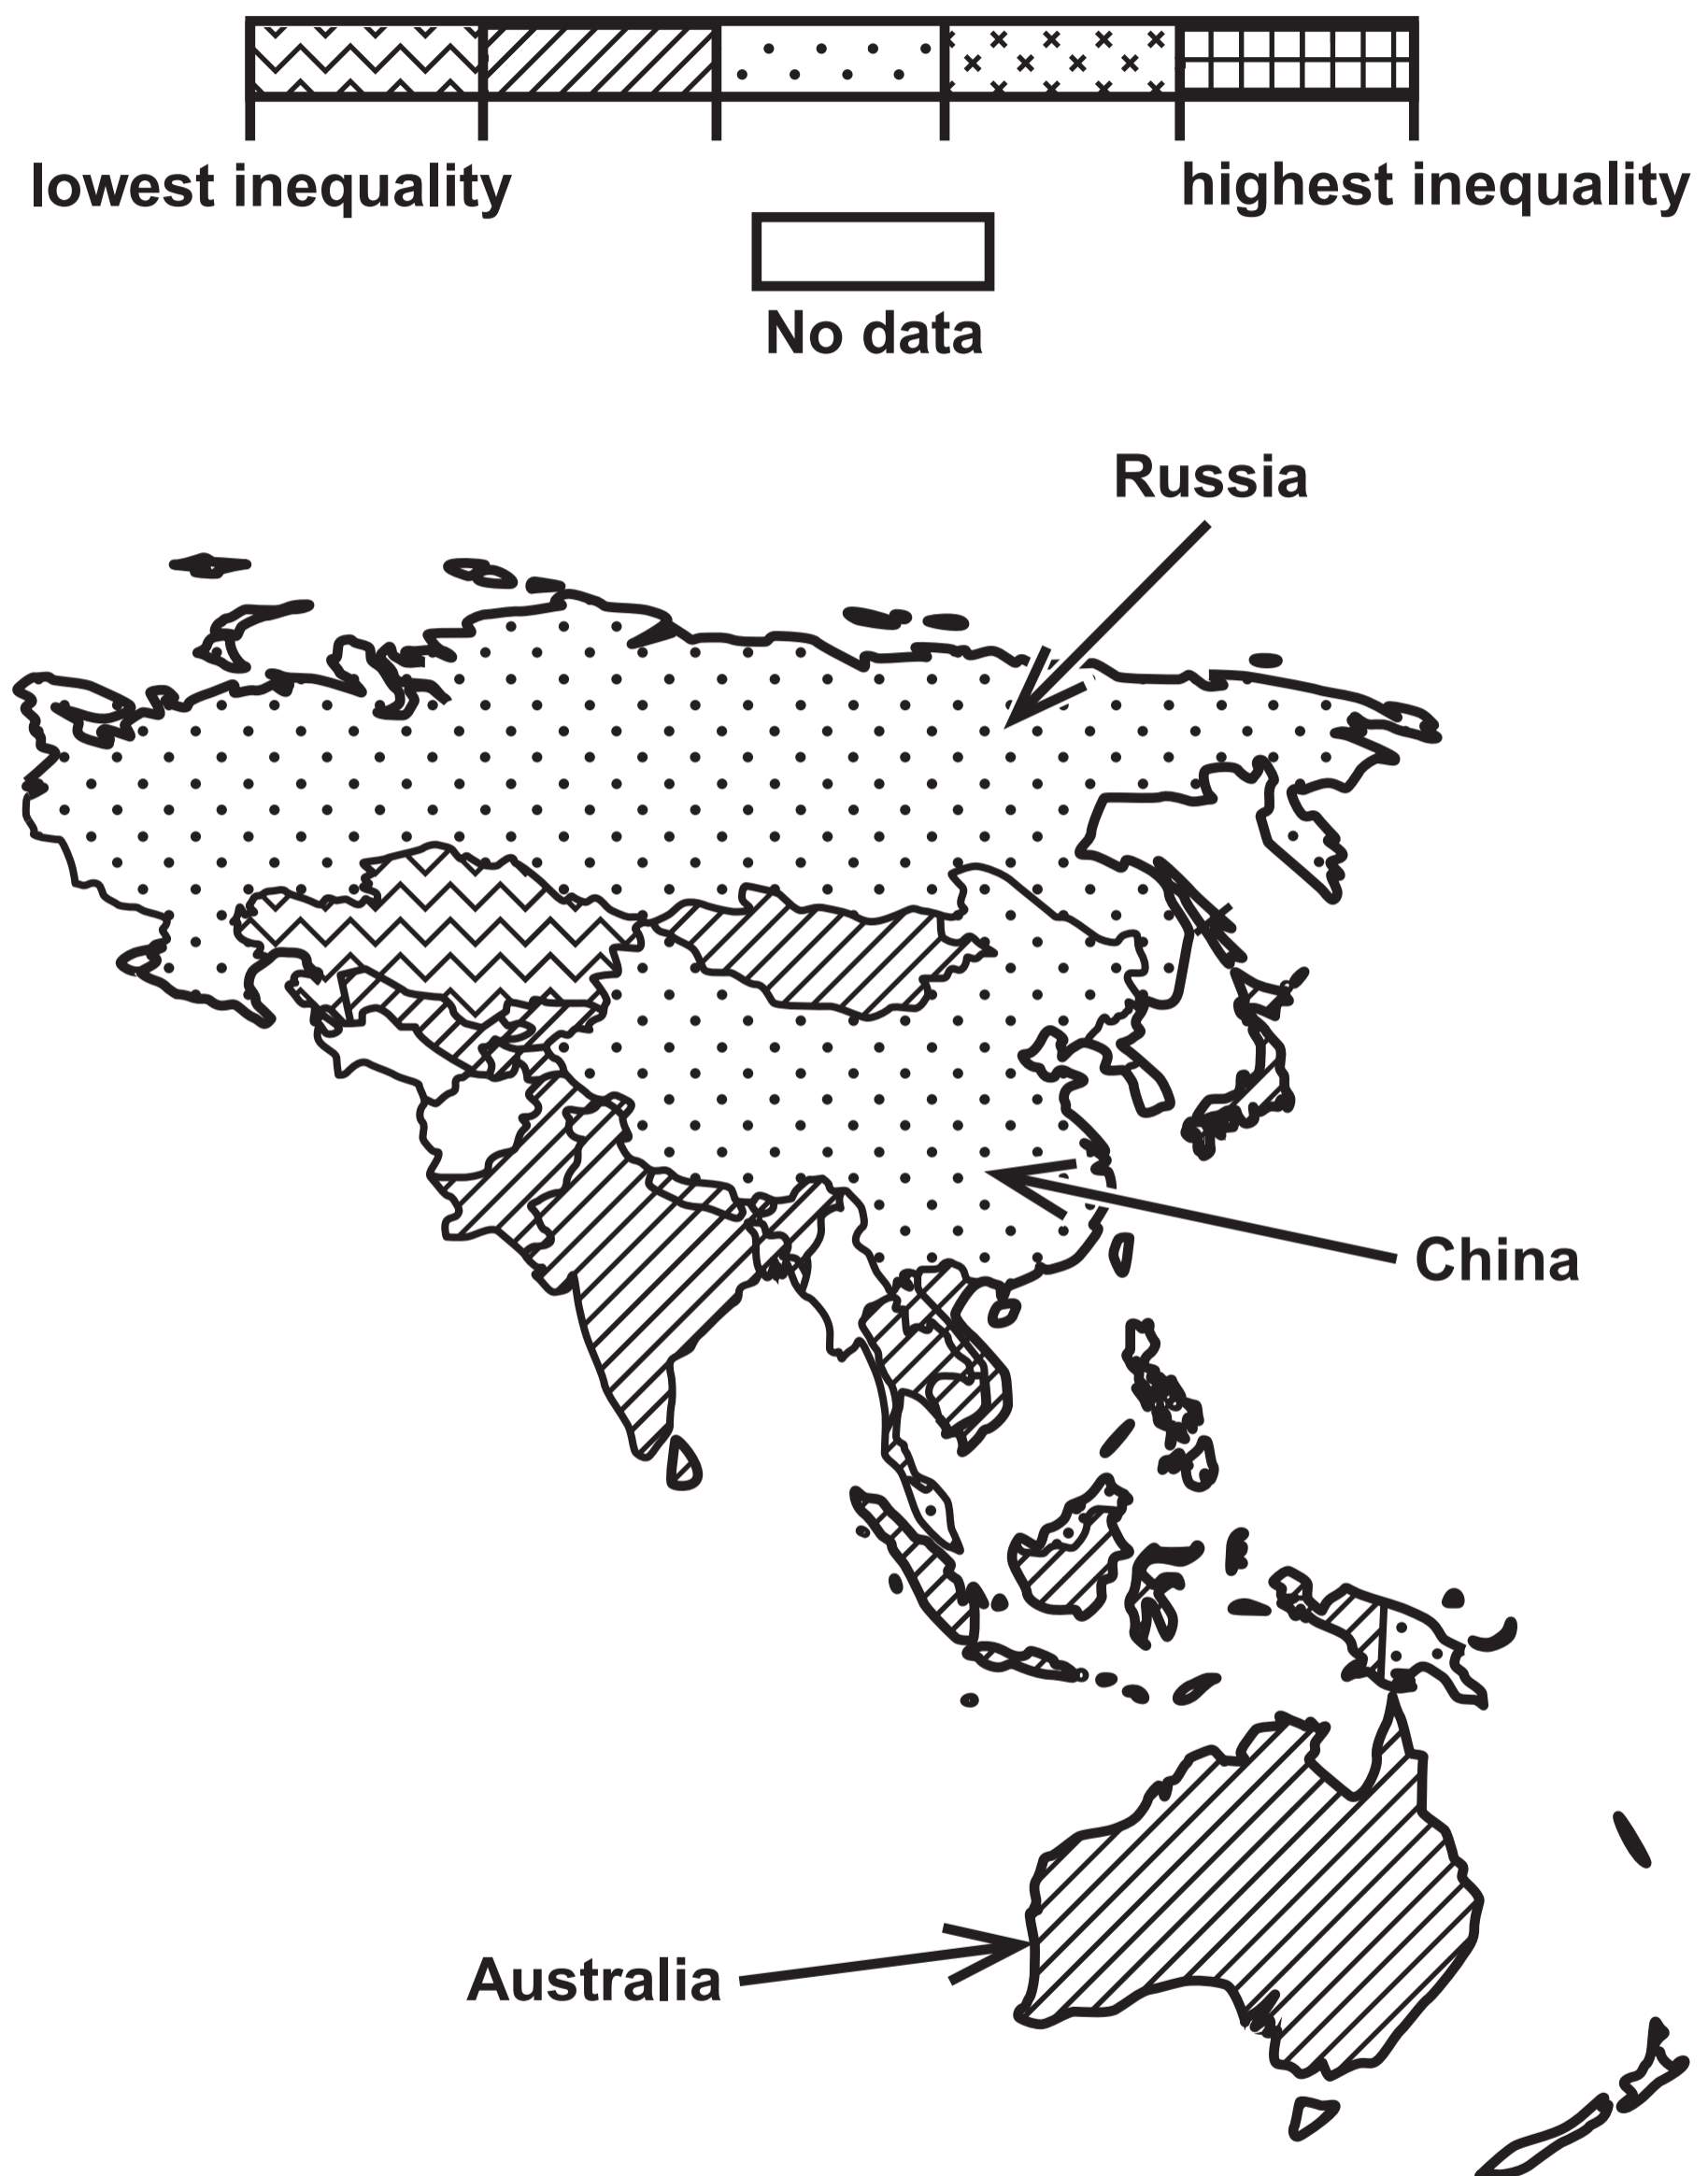 lowest inequality
highest inequality
No data
Russia
China
Australia